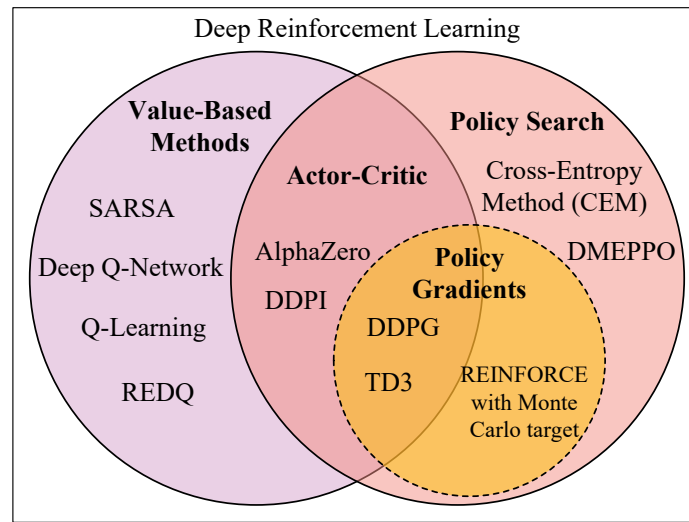 Deep Reinforcement Learning
Value-Based
Methods
SARSA
Deep Q-Network
Q-Learning
REDQ
Actor-Critic
AlphaZero
DDPI
Policy Search
Cross-Entropy
Method (CEM)
DMEPPO
Policy
Gradients
DDPG
TD3
REINFORCE
with Monte
Carlo target